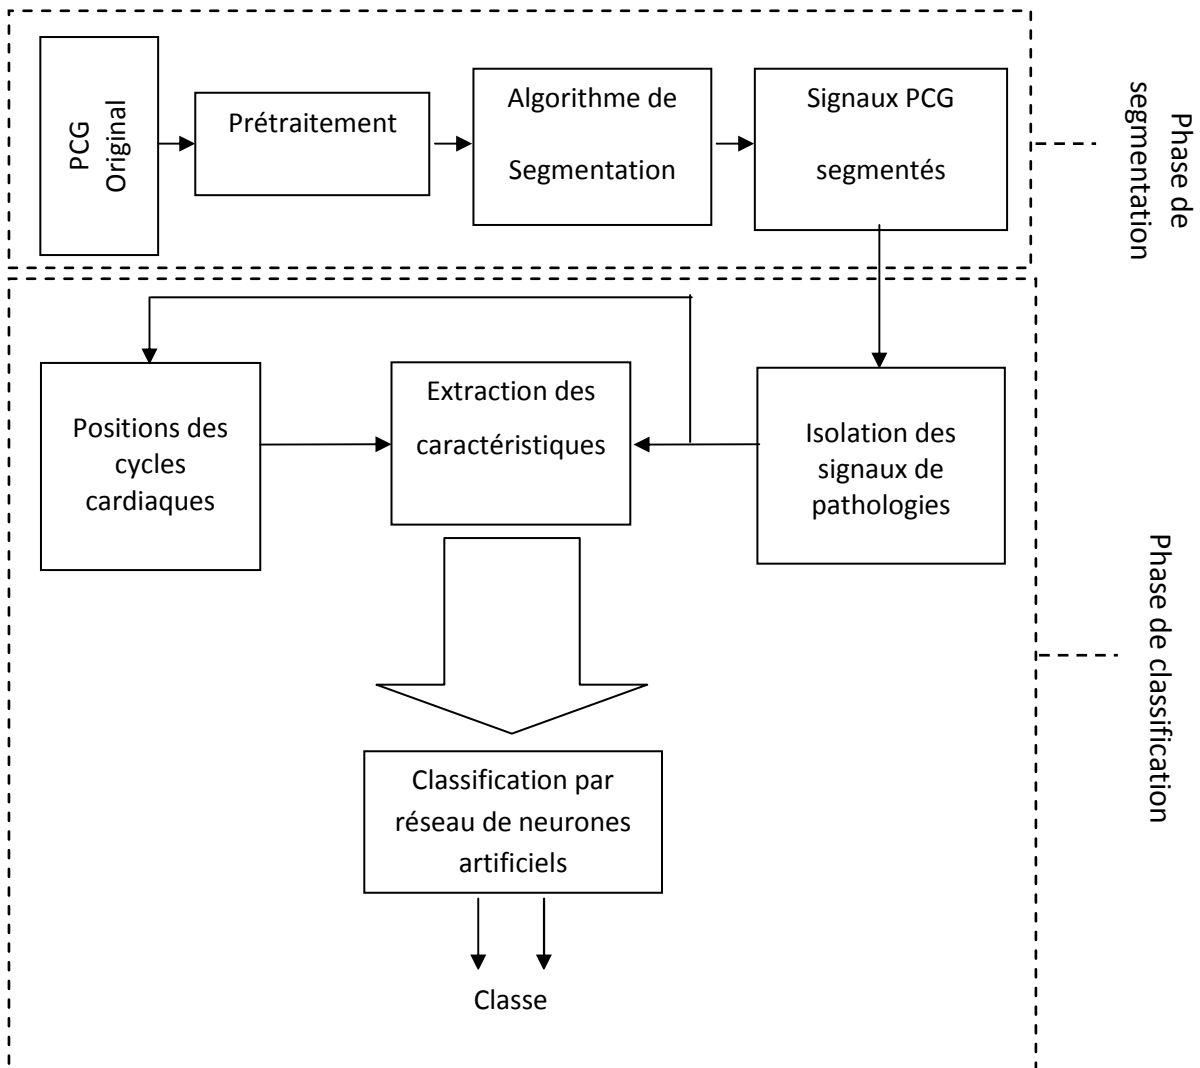 PCG
Original
Prétraitement
Algorithme de
Segmentation
Signaux PCG
segmentés
Phase de
segmentation
Positions des
cycles
cardiaques
Extraction des
caractéristiques
Isolation des
signaux de
pathologies
Phase de classification
Classification par
réseau de neurones
artificiels
Classe